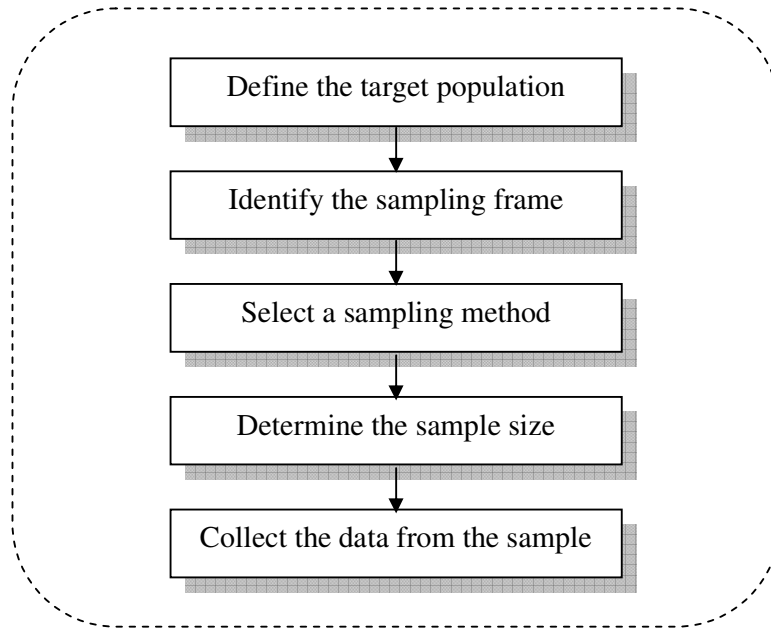 Define the target population
Identify the sampling frame
Select a sampling method
Determine the sample size
Collect the data from the sample